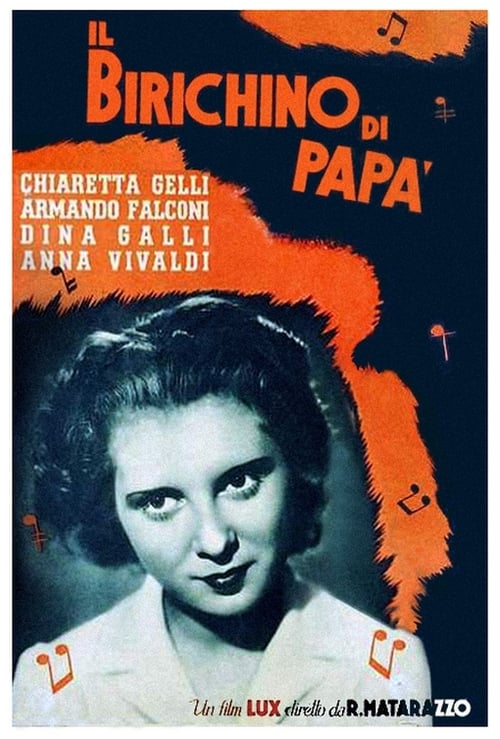 IL
BIRICHINO DI
PAPA'
CHIARETTA GELLI
ARMANDO FALCONI
DINA GALLI
ANNA VIVALDI
Un film LUX diretto da R. MATARAZZO